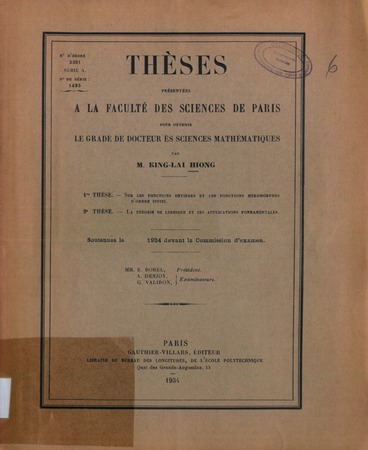 N° D'ORDRE
2301
SÉRIE A.
N° DE SÉRIE:
1495
6
THÈSES
PRÉSENTÉES
A LA FACULTÉ DES SCIENCES DE PARIS
POUR OBTENIR
LE GRADE DE DOCTEUR ÈS SCIENCES MATHÉMATIQUES
PAR
M. KING-LAI HIONG
1re THÈSE. — SUR LES FONCTIONS ENTIÈRES ET LES FONCTIONS MÉROMORPHES
D'ORDRE INFINI.
2e THÈSE. — LA THÉORIE DE LEBESGUE ET SES APPLICATIONS FONDAMENTALES.
Soutenues le 1934 devant la Commission d'examen.
MM. E. BOREL, Président.
A. DENJOY,
G. VALIRON, } Examinateurs.
PARIS
GAUTHIER-VILLARS, ÉDITEUR
LIBRAIRE DU BUREAU DES LONGITUDES, DE L'ÉCOLE POLYTECHNIQUE
Quai des Grands-Augustins, 55
1934